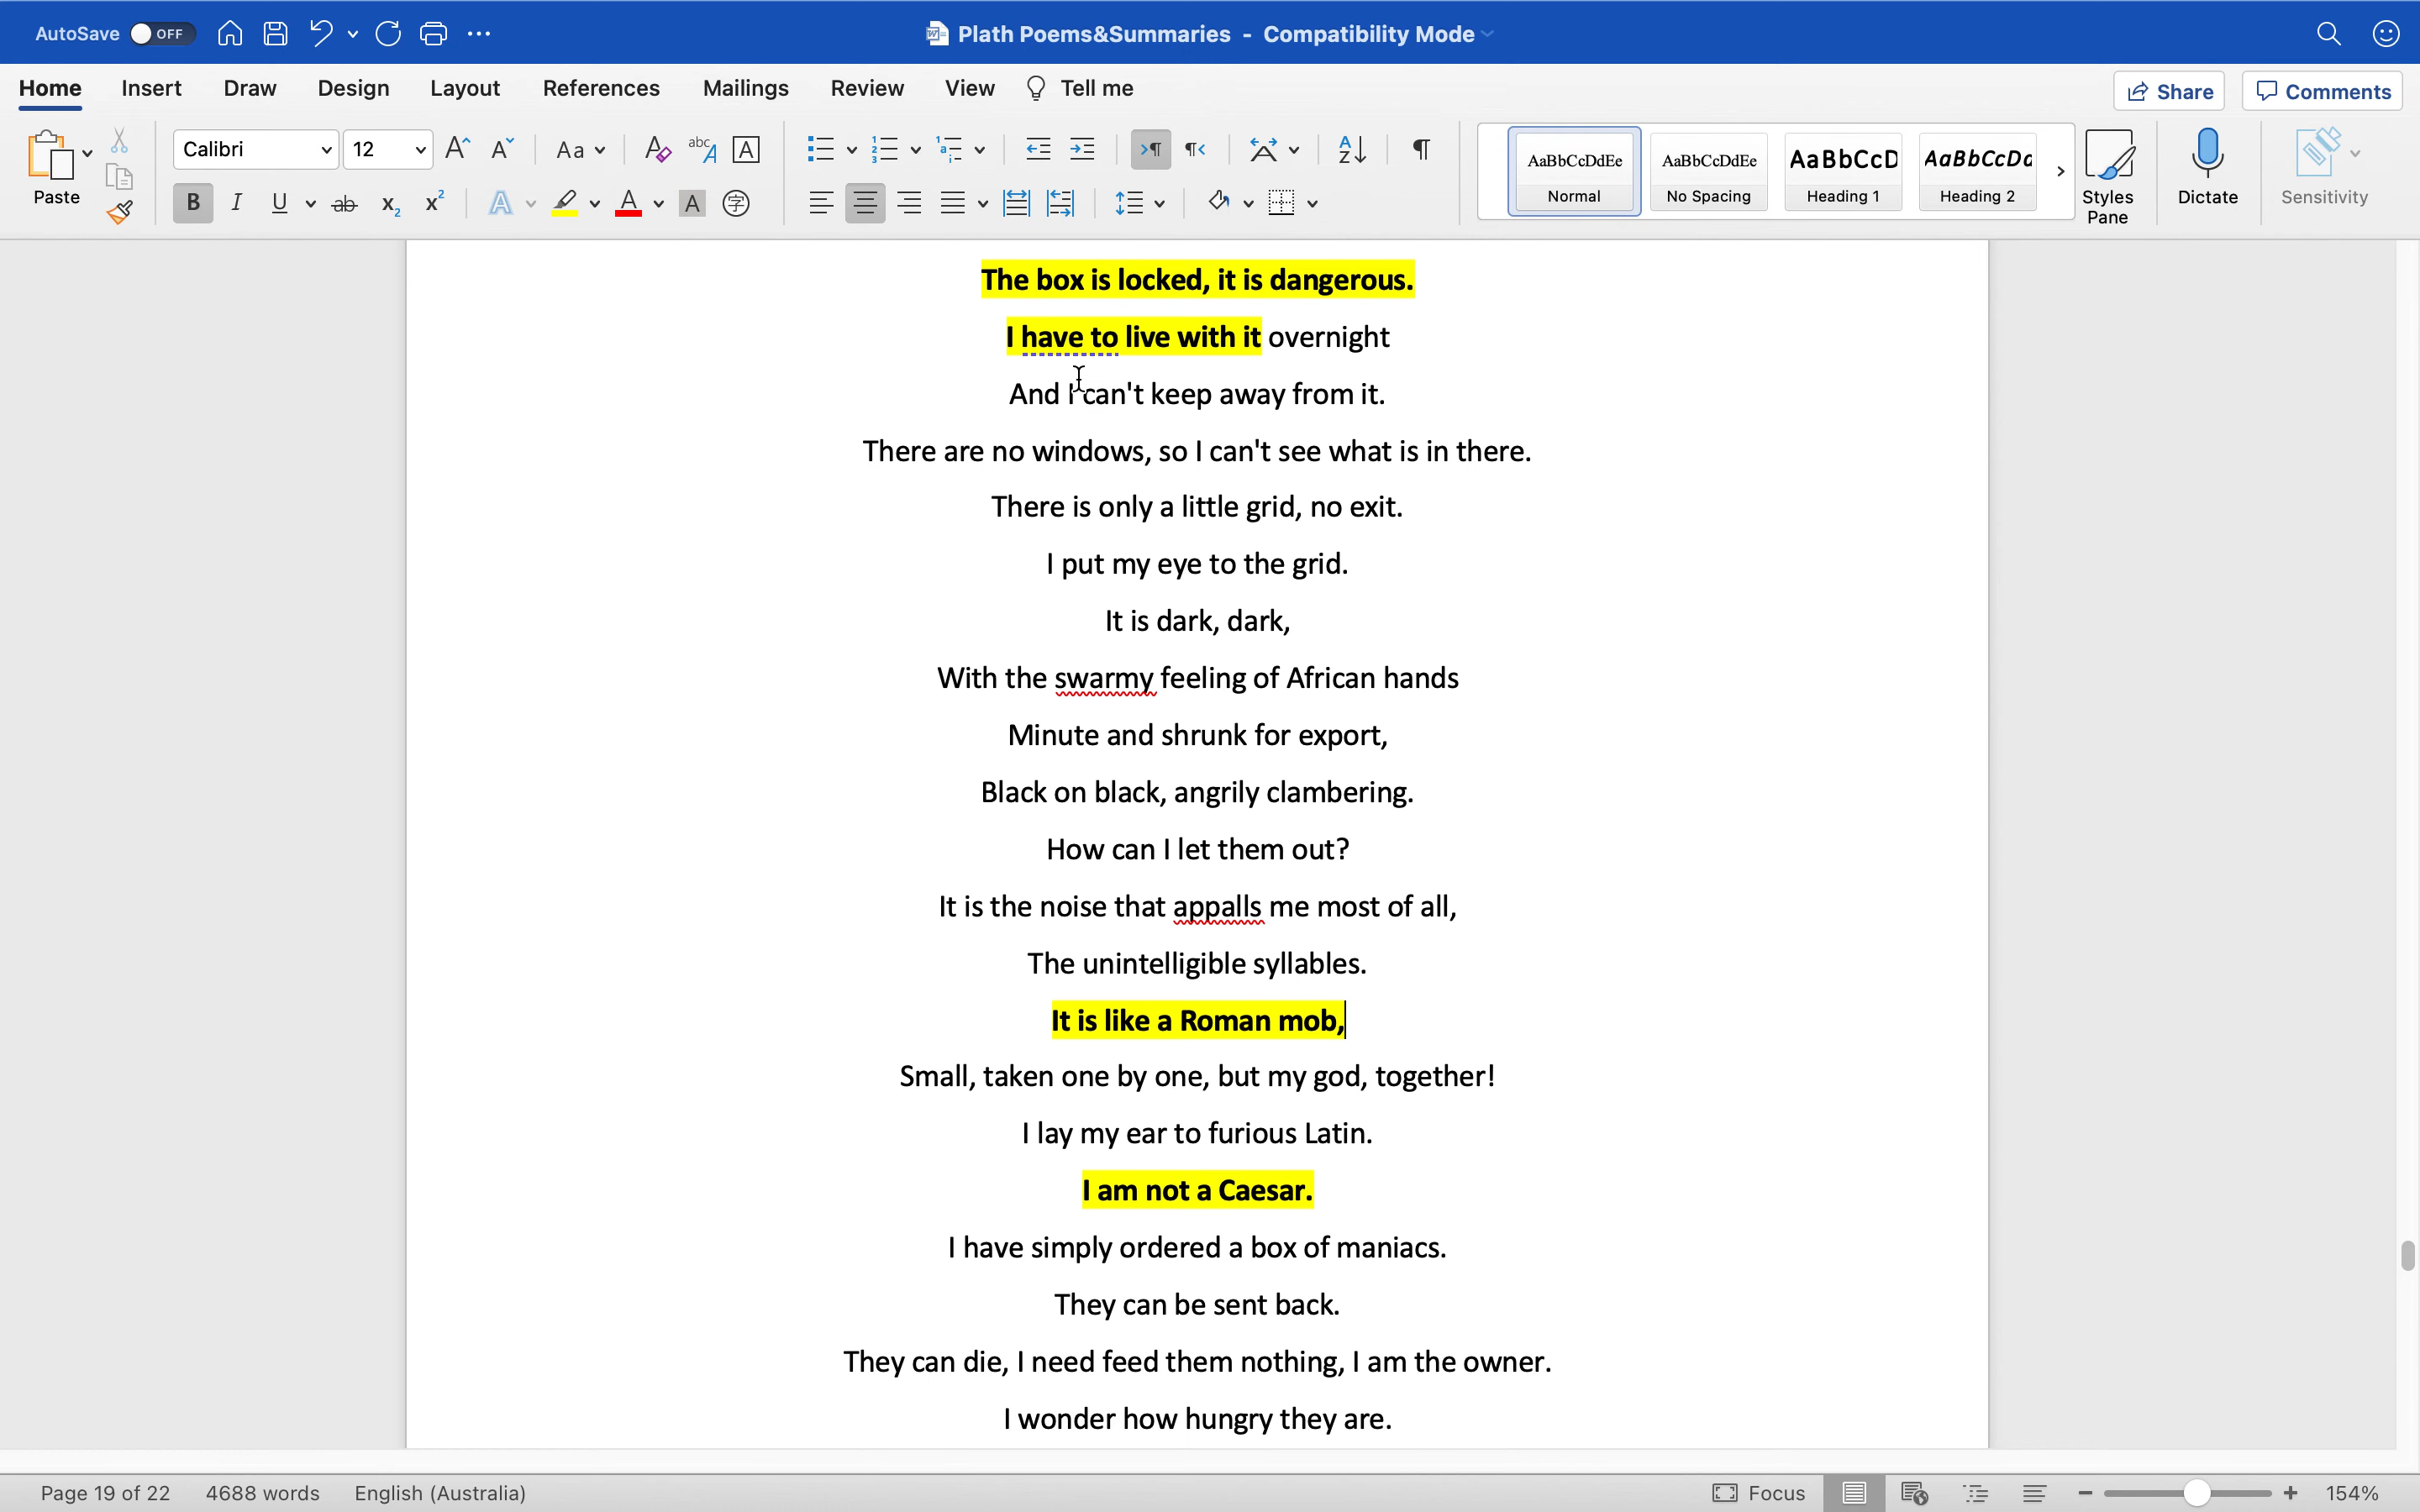 AutoSave OFF Plath Poems&Summaries - Compatibility Mode
Home Insert Draw Design Layout References Mailings Review View Tell me Share Comments
Paste Calibri 12 Aa AaBbCcDdEe Normal AaBbCcDdEe No Spacing AaBbCcD Heading 1 AaBbCcDd Heading 2 Styles Pane Dictate Sensitivity
The box is locked, it is dangerous.
I have to live with it overnight
And I can't keep away from it.
There are no windows, so I can't see what is in there.
There is only a little grid, no exit.
I put my eye to the grid.
It is dark, dark,
With the swarmy feeling of African hands
Minute and shrunk for export,
Black on black, angrily clambering.
How can I let them out?
It is the noise that appalls me most of all,
The unintelligible syllables.
It is like a Roman mob,
Small, taken one by one, but my god, together!
I lay my ear to furious Latin.
I am not a Caesar.
I have simply ordered a box of maniacs.
They can be sent back.
They can die, I need feed them nothing, I am the owner.
I wonder how hungry they are.
Page 19 of 22 4688 words English (Australia) Focus 154%